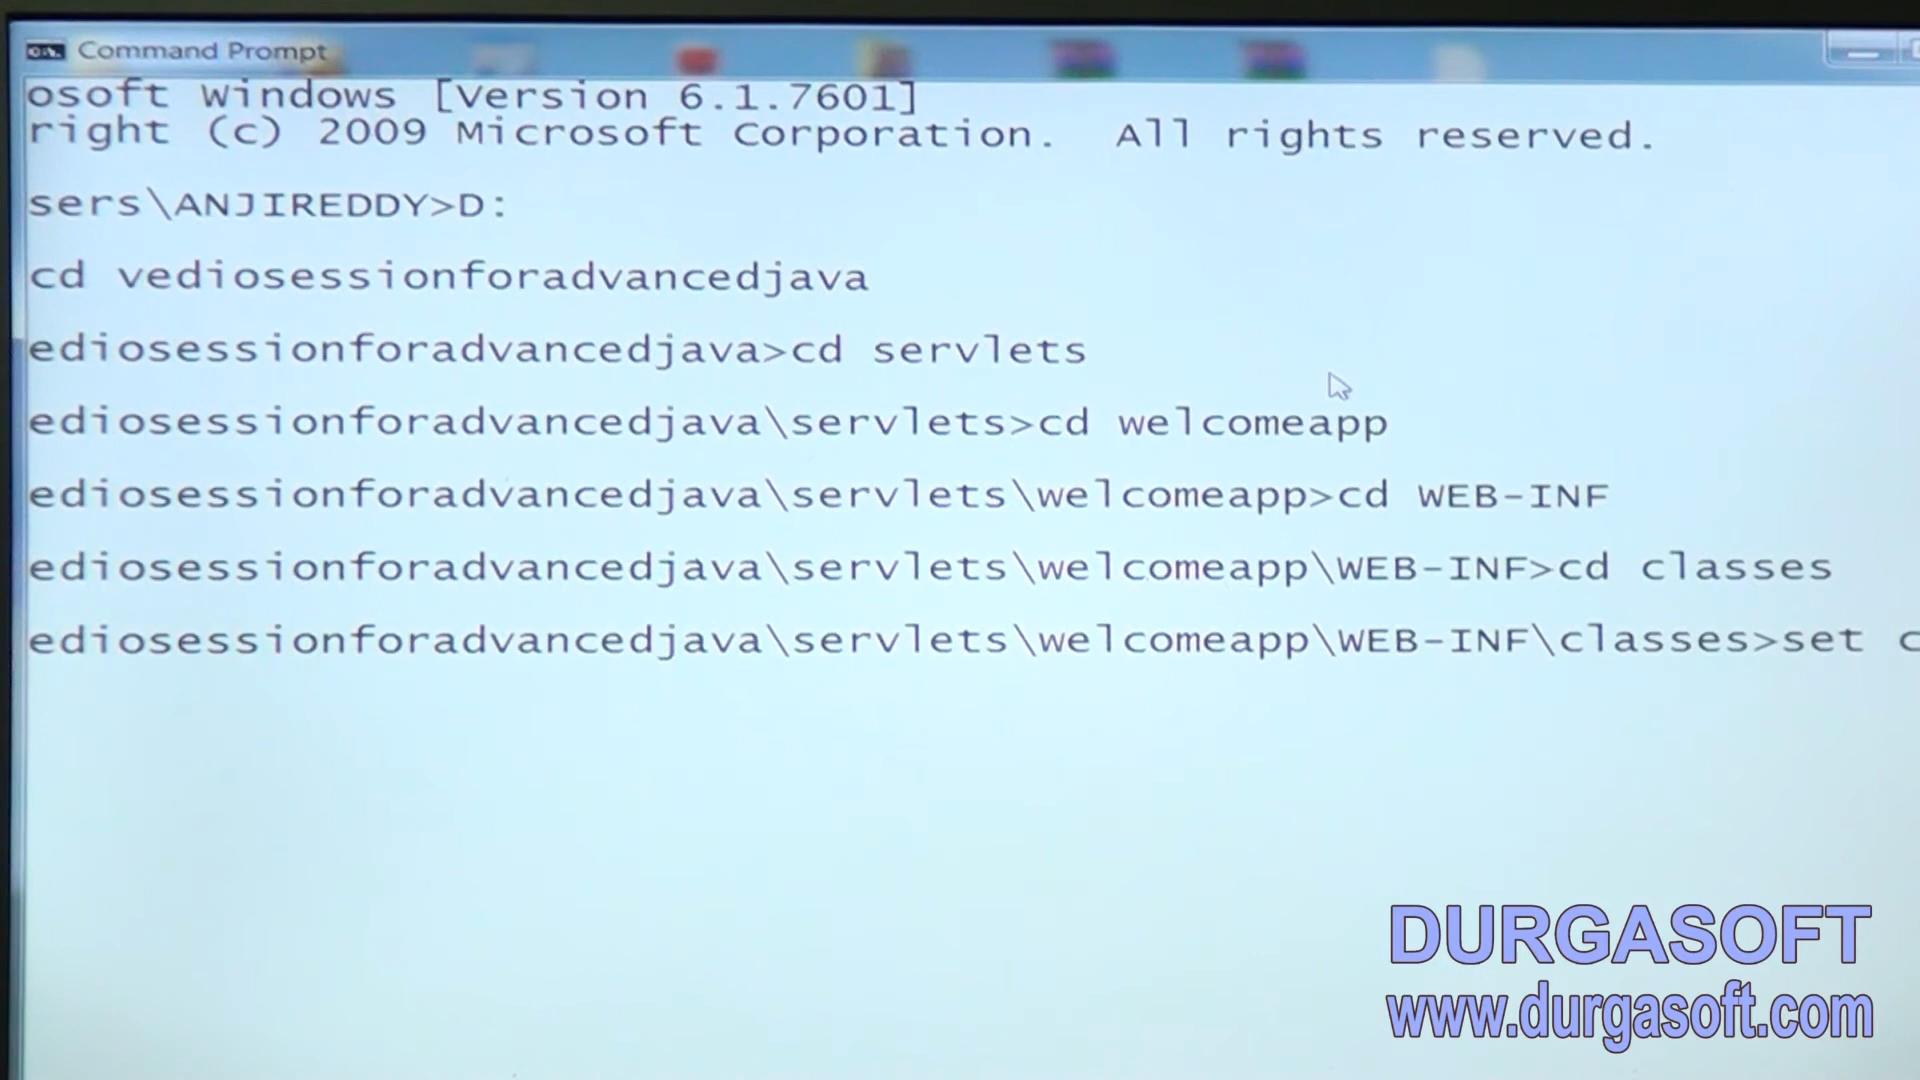 Command Prompt
osoft Windows [Version 6.1.7601]
right (c) 2009 Microsoft Corporation.  All rights reserved.
sers\ANJIREDDY>D:
cd vediosessionforadvancedjava
ediosessionforadvancedjava>cd servlets
ediosessionforadvancedjava\servlets>cd welcomeapp
ediosessionforadvancedjava\servlets\welcomeapp>cd WEB-INF
ediosessionforadvancedjava\servlets\welcomeapp\WEB-INF>cd classes
ediosessionforadvancedjava\servlets\welcomeapp\WEB-INF\classes>set c
DURGASOFT
www.durgasoft.com